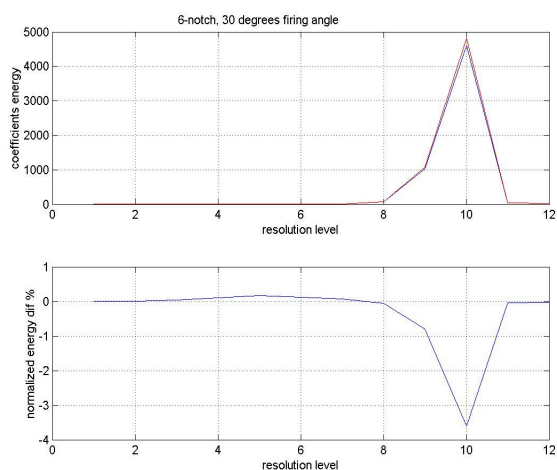 6-notch, 30 degrees firing angle
5000
4000
3000
2000
1000
0
coefficients energy
0 2 4 6 8 10 12
resolution level
1
0
-1
-2
-3
-4
normalized energy dif %
0 2 4 6 8 10 12
resolution level